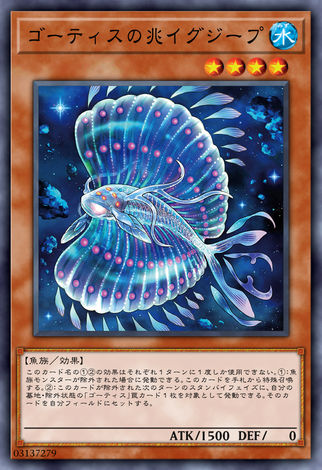 ゴーティスの兆イグジープ
水
【魚族/効果】
このカード名の①②の効果はそれぞれ1ターンに1度しか使用できない。①:魚
族モンスターが除外された場合に発動できる。このカードを手札から特殊召喚
する。②:このカードが除外された次のターンのスタンバイフェイズに、自分の
墓地・除外状態の「ゴーティス」罠カード1枚を対象として発動できる。そのカ
ードを自分フィールドにセットする。
ATK/1500 DEF/ 0
03137279